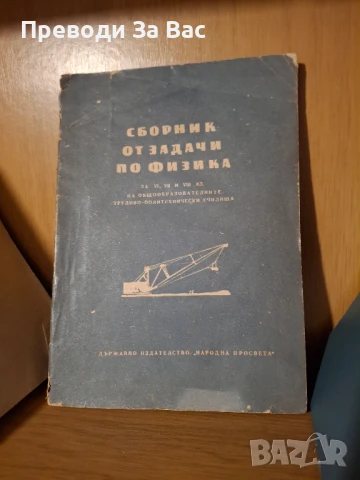 Преводи За Вас
СБОРНИК
ОТ ЗАДАЧИ
ПО ФИЗИКА
ЗА VI, VII И VIII КЛ.
НА ОБЩООБРАЗОВАТЕЛНИТЕ
ТРУДОВО-ПОЛИТЕХНИЧЕСКИ УЧИЛИЩА
ДЪРЖАВНО ИЗДАТЕЛСТВО „НАРОДНА ПРОСВЕТА"
BAZAR